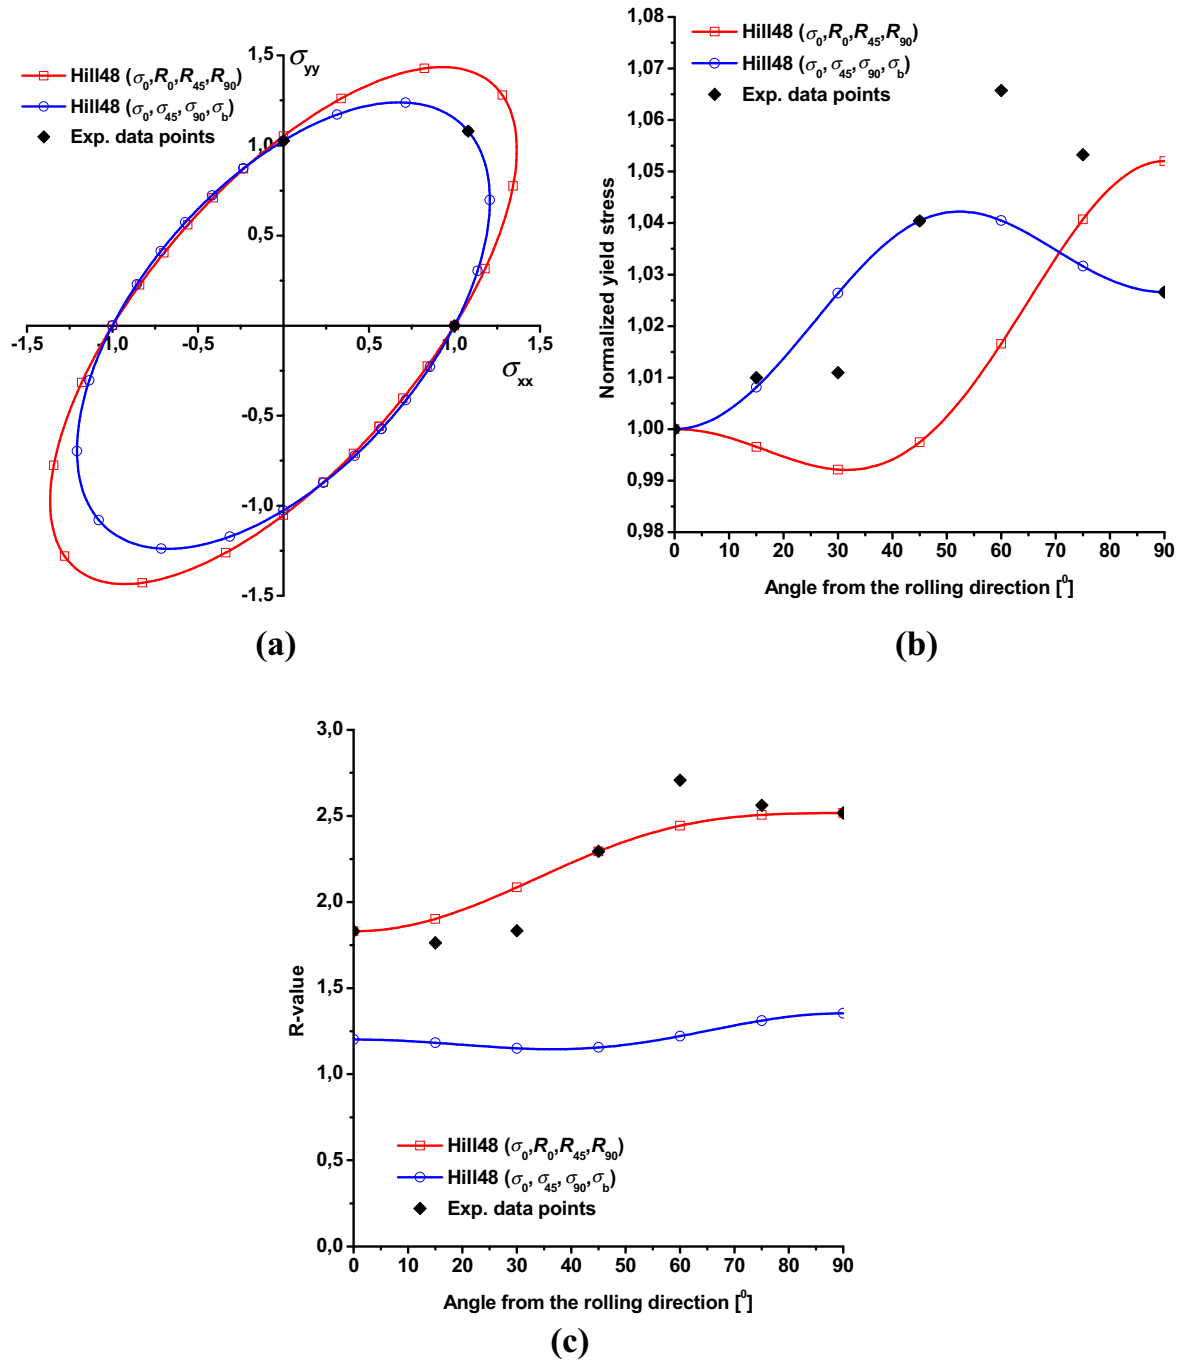 σyy
1,5
Hill48 (σ0,R0,R45,R90)
Hill48 (σ0,σ45,σ90,σb)
Exp. data points
1,0
0,5
-1,5 -1,0 -0,5 0,5 1,0 1,5
σxx
-0,5
-1,0
-1,5
(a)
1,08
Hill48 (σ0,R0,R45,R90)
1,07
Hill48 (σ0,σ45,σ90,σb)
Exp. data points
1,06
1,05
1,04
1,03
1,02
1,01
1,00
0,99
0,98
Normalized yield stress
0 10 20 30 40 50 60 70 80 90
Angle from the rolling direction [0]
(b)
3,0
2,5
2,0
1,5
1,0
0,5
0,0
R-value
Hill48 (σ0,R0,R45,R90)
Hill48 (σ0, σ45, σ90,σb)
Exp. data points
0 10 20 30 40 50 60 70 80 90
Angle from the rolling direction [0]
(c)